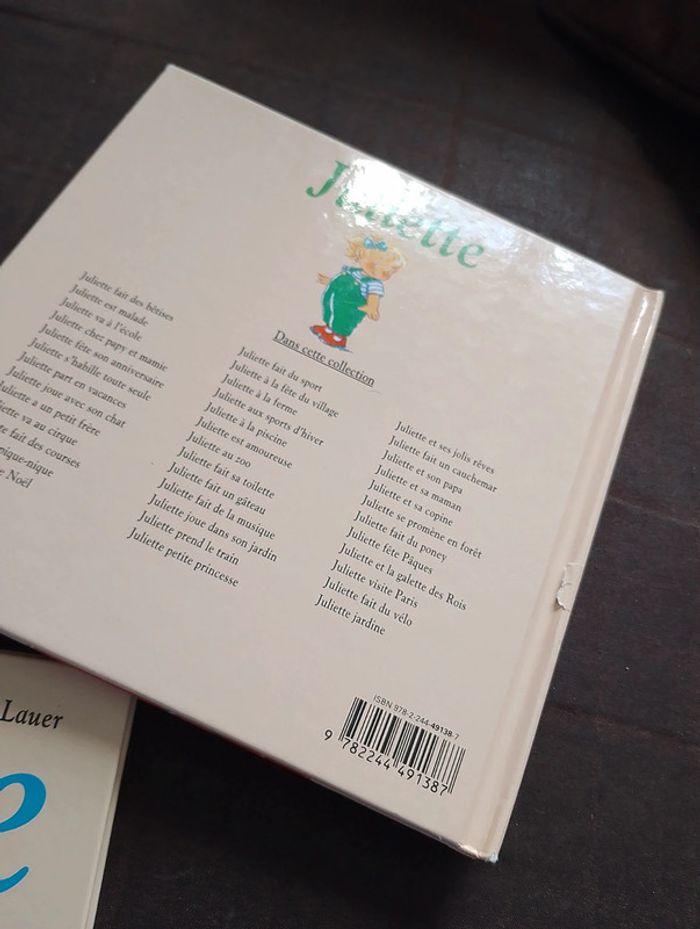 Juliette
Dans cette collection
Juliette fait des bêtises
Juliette est malade
Juliette va à l'école
Juliette chez papy et mamie
Juliette fête son anniversaire
Juliette s'habille toute seule
Juliette part en vacances
Juliette joue avec son chat
Juliette a un petit frère
va au cirque
fait des courses
pique-nique
Noël
Juliette fait du sport
Juliette à la fête du village
Juliette à la ferme
Juliette aux sports d'hiver
Juliette à la piscine
Juliette est amoureuse
Juliette au zoo
Juliette fait sa toilette
Juliette fait un gâteau
Juliette fait de la musique
Juliette joue dans son jardin
Juliette prend le train
Juliette petite princesse
Juliette et ses jolis rêves
Juliette fait un cauchemar
Juliette et son papa
Juliette et sa maman
Juliette et sa copine
Juliette se promène en forêt
Juliette fait du poney
Juliette fête Pâques
Juliette et la galette des Rois
Juliette visite Paris
Juliette fait du vélo
Juliette jardine
ISBN 978-2-244-49138-7
9 782244 491387
Lauer
e